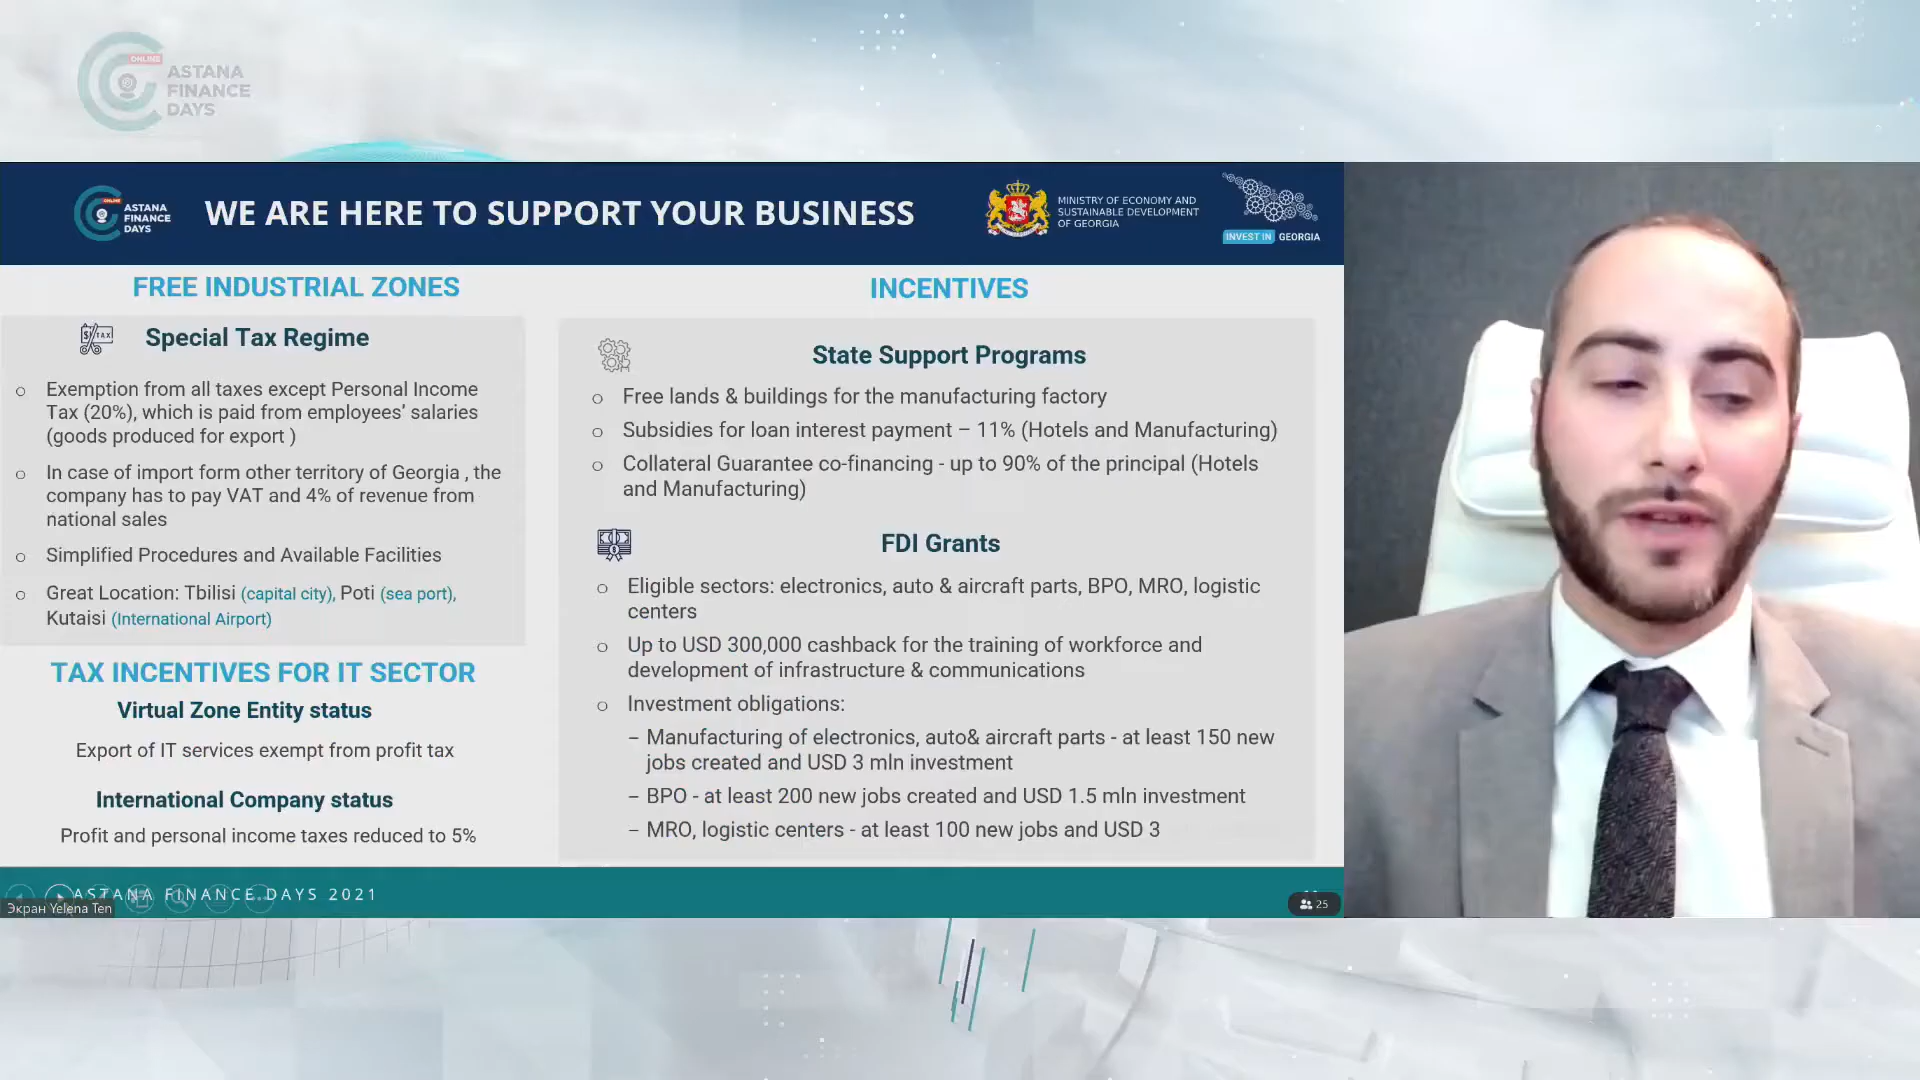 ONLINE
ASTANA
FINANCE
DAYS
ONLINE
ASTANA
FINANCE
DAYS
WE ARE HERE TO SUPPORT YOUR BUSINESS
MINISTRY OF ECONOMY AND
SUSTAINABLE DEVELOPMENT
OF GEORGIA
INVEST IN GEORGIA
FREE INDUSTRIAL ZONES
$ TAX
Special Tax Regime
o Exemption from all taxes except Personal Income
Tax (20%), which is paid from employees’ salaries
(goods produced for export )
o In case of import form other territory of Georgia , the
company has to pay VAT and 4% of revenue from
national sales
o Simplified Procedures and Available Facilities
o Great Location: Tbilisi (capital city), Poti (sea port),
Kutaisi (International Airport)
TAX INCENTIVES FOR IT SECTOR
Virtual Zone Entity status
Export of IT services exempt from profit tax
International Company status
Profit and personal income taxes reduced to 5%
INCENTIVES
State Support Programs
o Free lands & buildings for the manufacturing factory
o Subsidies for loan interest payment – 11% (Hotels and Manufacturing)
o Collateral Guarantee co-financing - up to 90% of the principal (Hotels
and Manufacturing)
FDI Grants
o Eligible sectors: electronics, auto & aircraft parts, BPO, MRO, logistic
centers
o Up to USD 300,000 cashback for the training of workforce and
development of infrastructure & communications
o Investment obligations:
– Manufacturing of electronics, auto& aircraft parts - at least 150 new
jobs created and USD 3 mln investment
– BPO - at least 200 new jobs created and USD 1.5 mln investment
– MRO, logistic centers - at least 100 new jobs and USD 3
ASTANA FINANCE DAYS 2021
Экран Yelena Ten
25